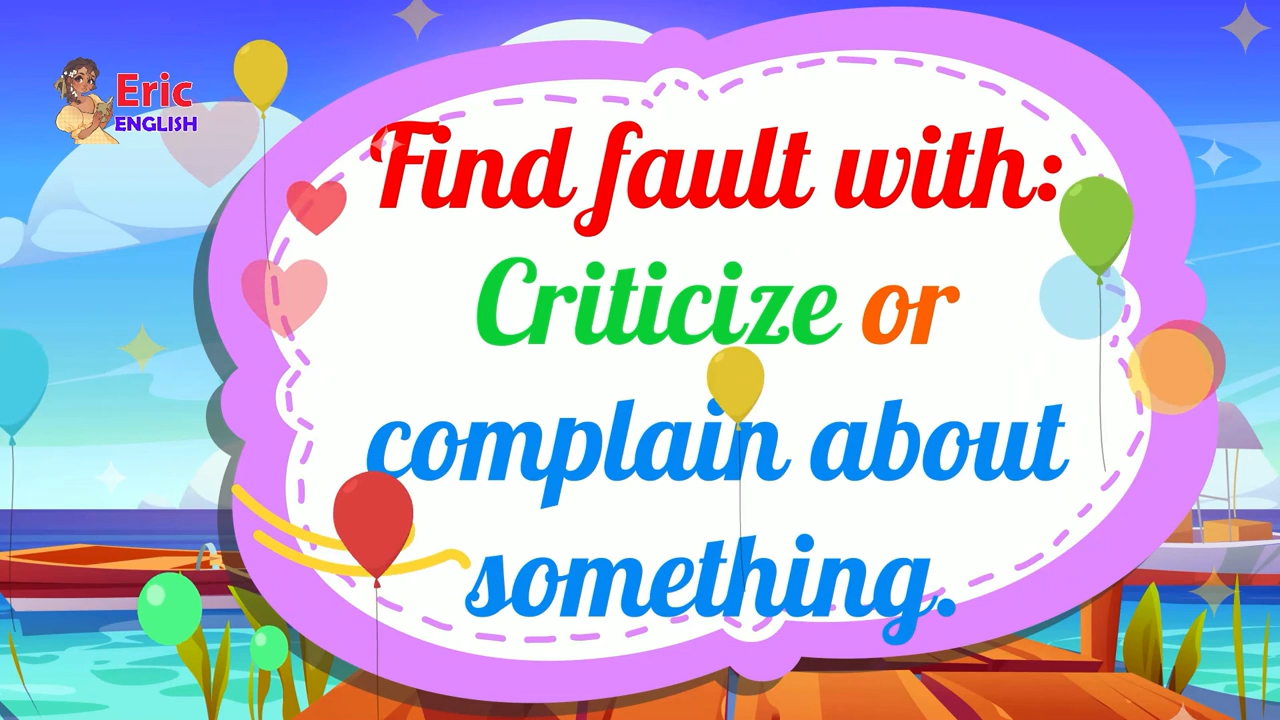 Eric
ENGLISH
Find fault with:
Criticize or
complain about
something.